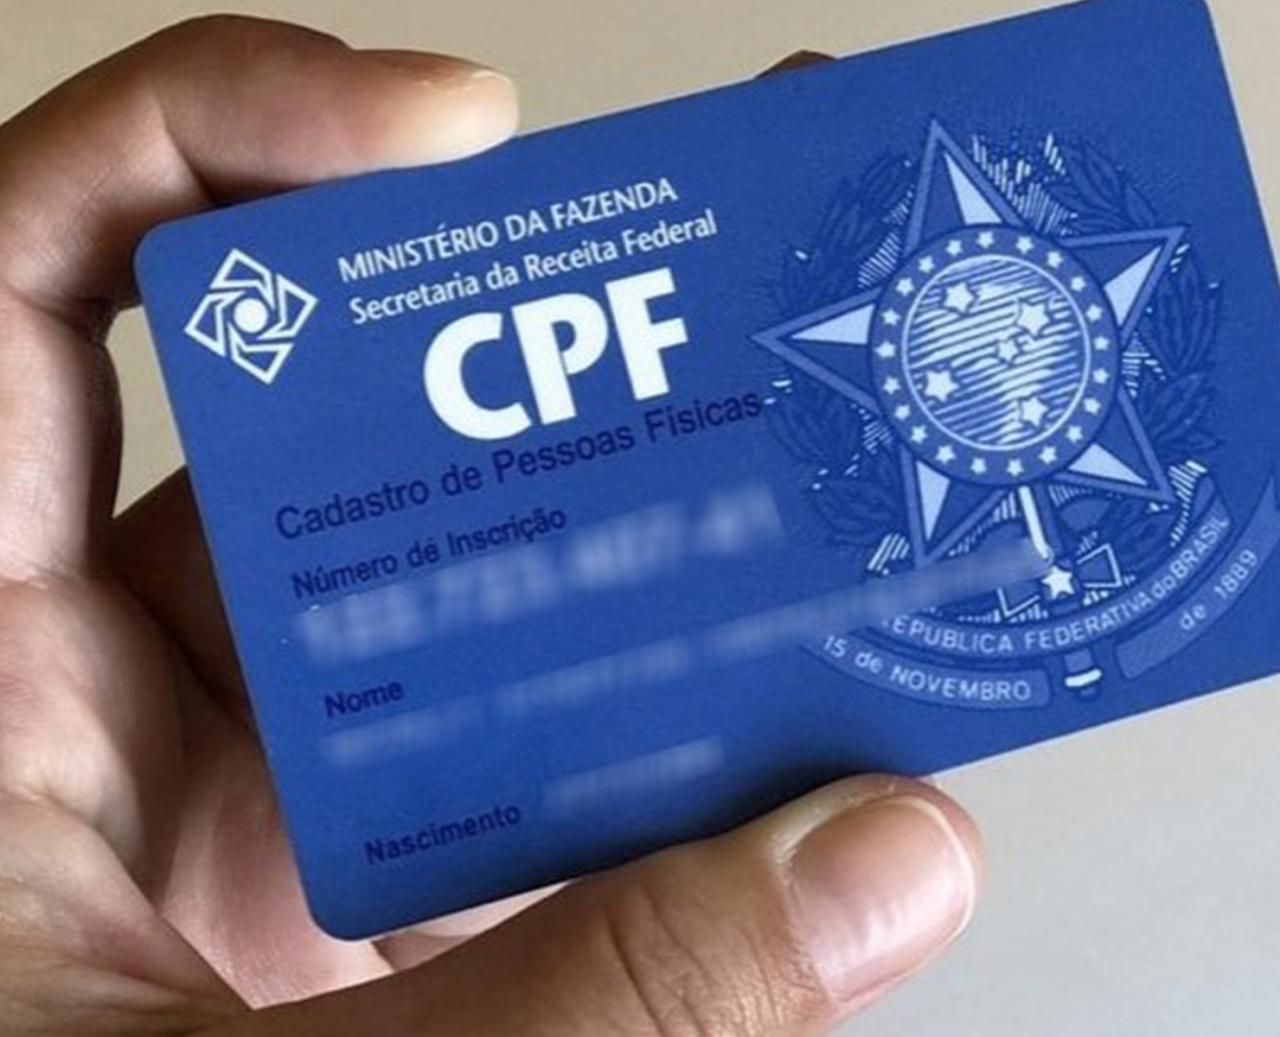 MINISTÉRIO DA FAZENDA
Secretaria da Receita Federal
CPF
Cadastro de Pessoas Físicas
Número de Inscrição
Nome
Nascimento
REPUBLICA FEDERATIVA do BRASIL
15 de NOVEMBRO de 1889